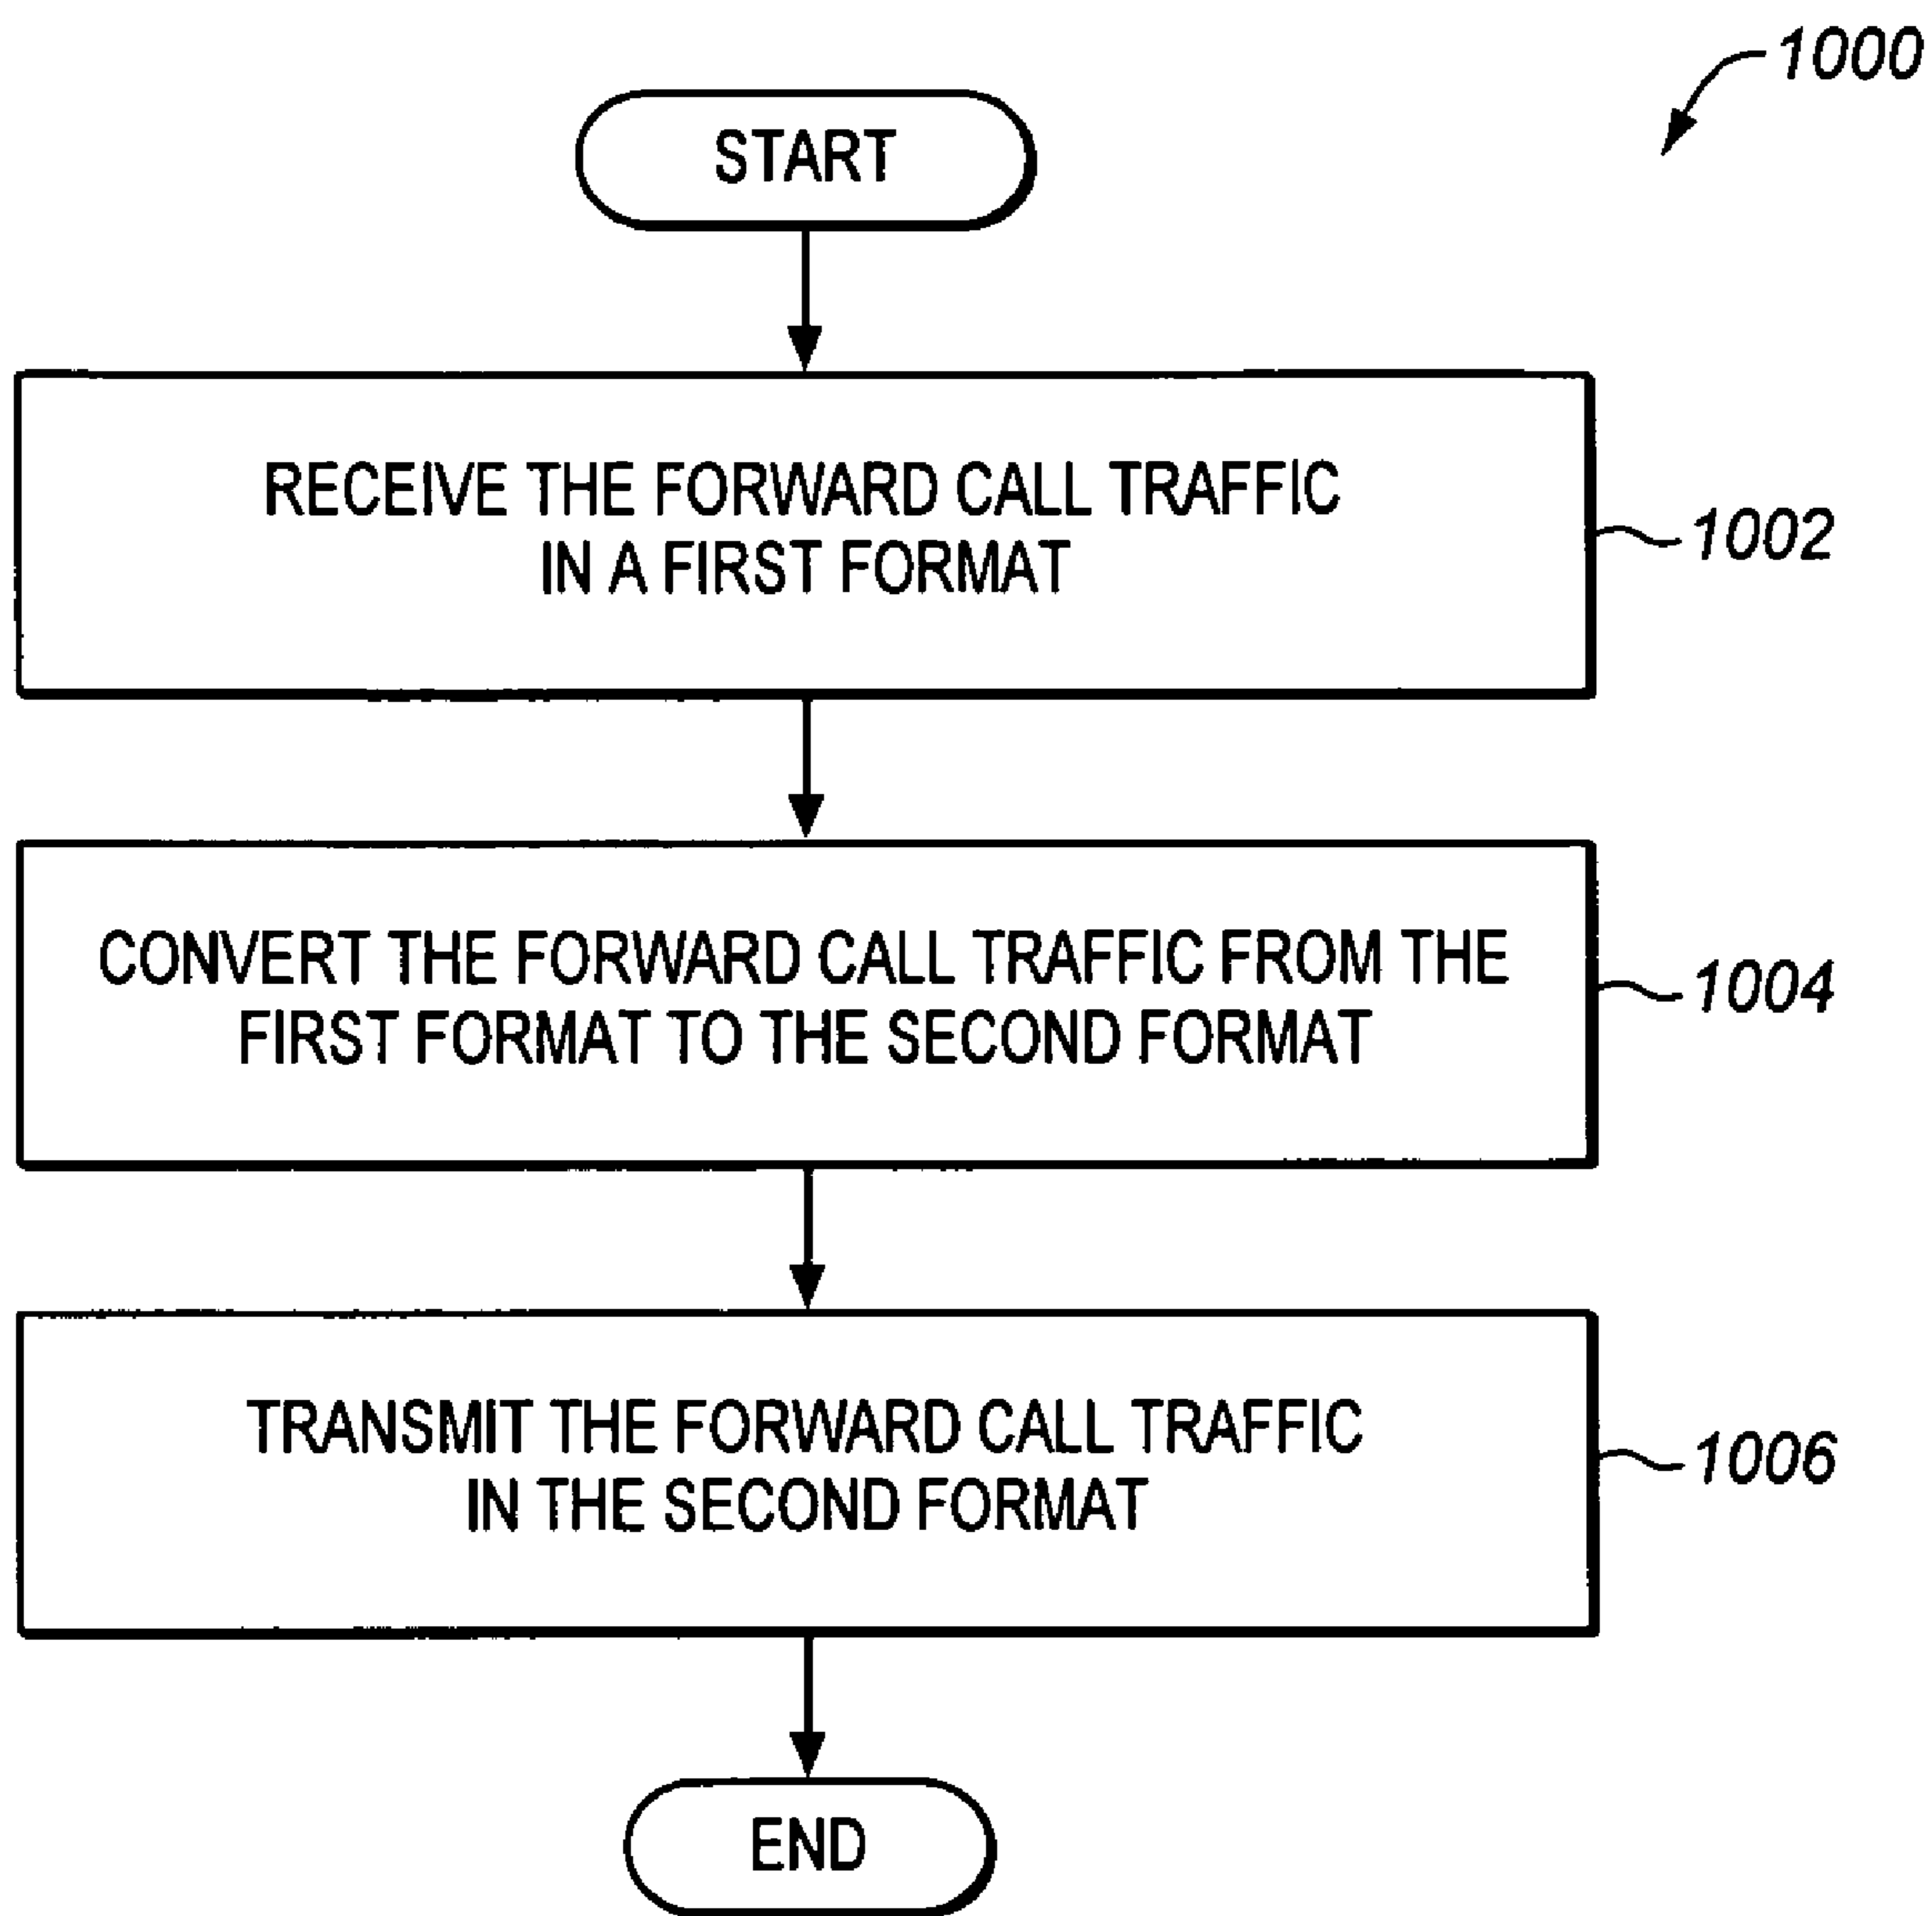 1000
START
RECEIVE THE FORWARD CALL TRAFFIC
IN A FIRST FORMAT
1002
CONVERT THE FORWARD CALL TRAFFIC FROM THE
FIRST FORMAT TO THE SECOND FORMAT
1004
TRANSMIT THE FORWARD CALL TRAFFIC
IN THE SECOND FORMAT
1006
END